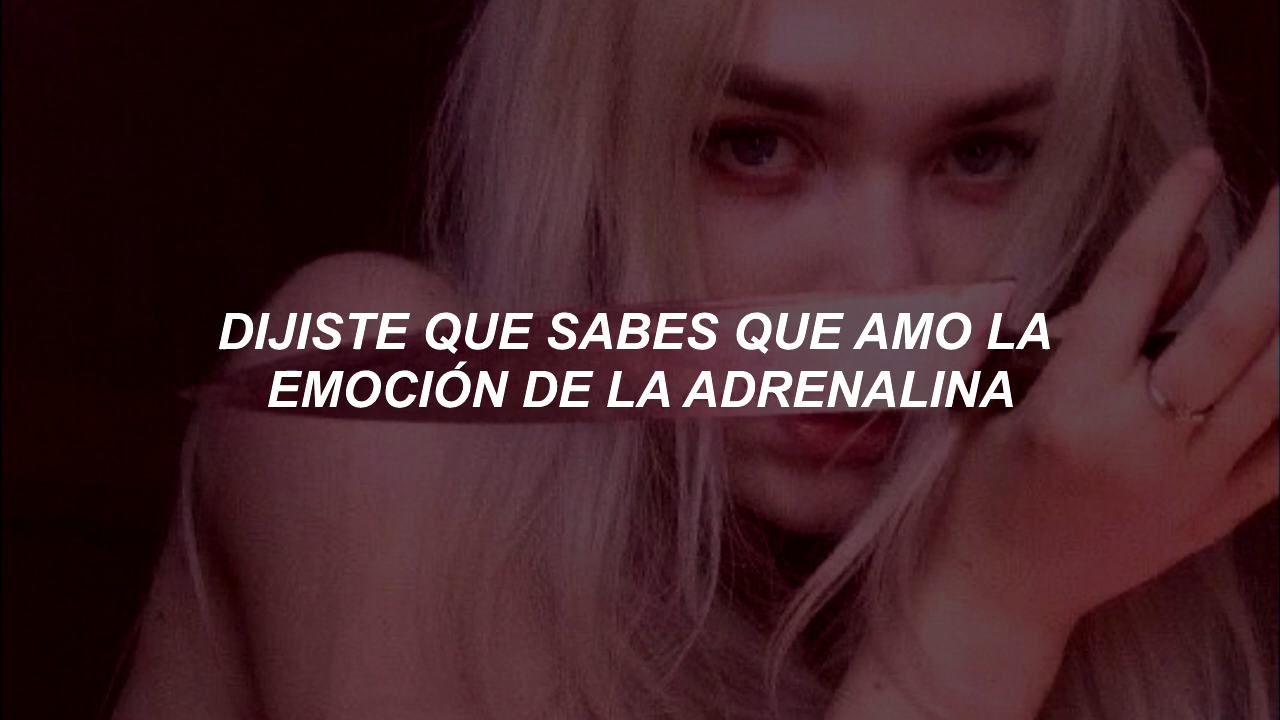 DIJISTE QUE SABES QUE AMO LA
EMOCIÓN DE LA ADRENALINA